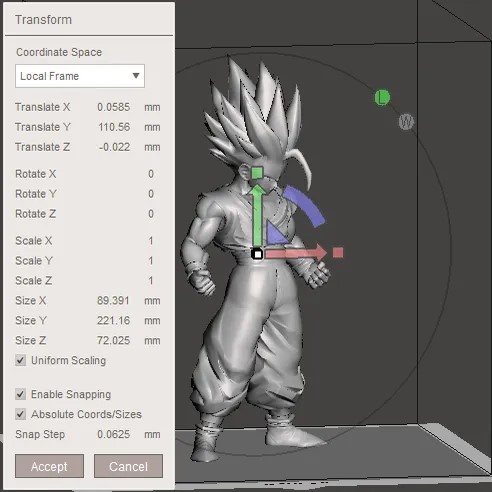 Transform
Coordinate Space
Local Frame
Translate X 0.0585 mm
Translate Y 110.56 mm
Translate Z -0.022 mm
Rotate X 0
Rotate Y 0
Rotate Z 0
Scale X 1
Scale Y 1
Scale Z 1
Size X 89.391 mm
Size Y 221.16 mm
Size Z 72.025 mm
Uniform Scaling
Enable Snapping
Absolute Coords/Sizes
Snap Step 0.0625 mm
Accept Cancel
L
W